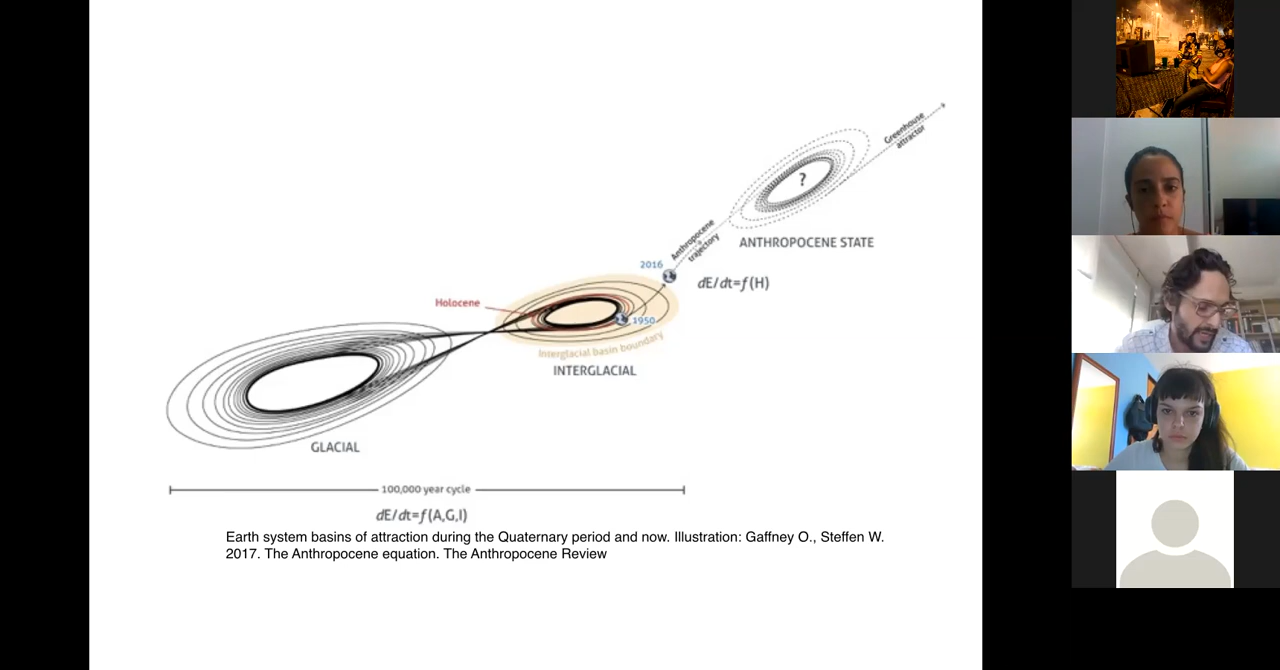 Greenhouse
attractor
?
Anthropocene
trajectory
ANTHROPOCENE STATE
2016
dE/dt=f(H)
Holocene
1950
Interglacial basin boundary
INTERGLACIAL
GLACIAL
100,000 year cycle
dE/dt=f(A,G,I)
Earth system basins of attraction during the Quaternary period and now. Illustration: Gaffney O., Steffen W.
2017. The Anthropocene equation. The Anthropocene Review